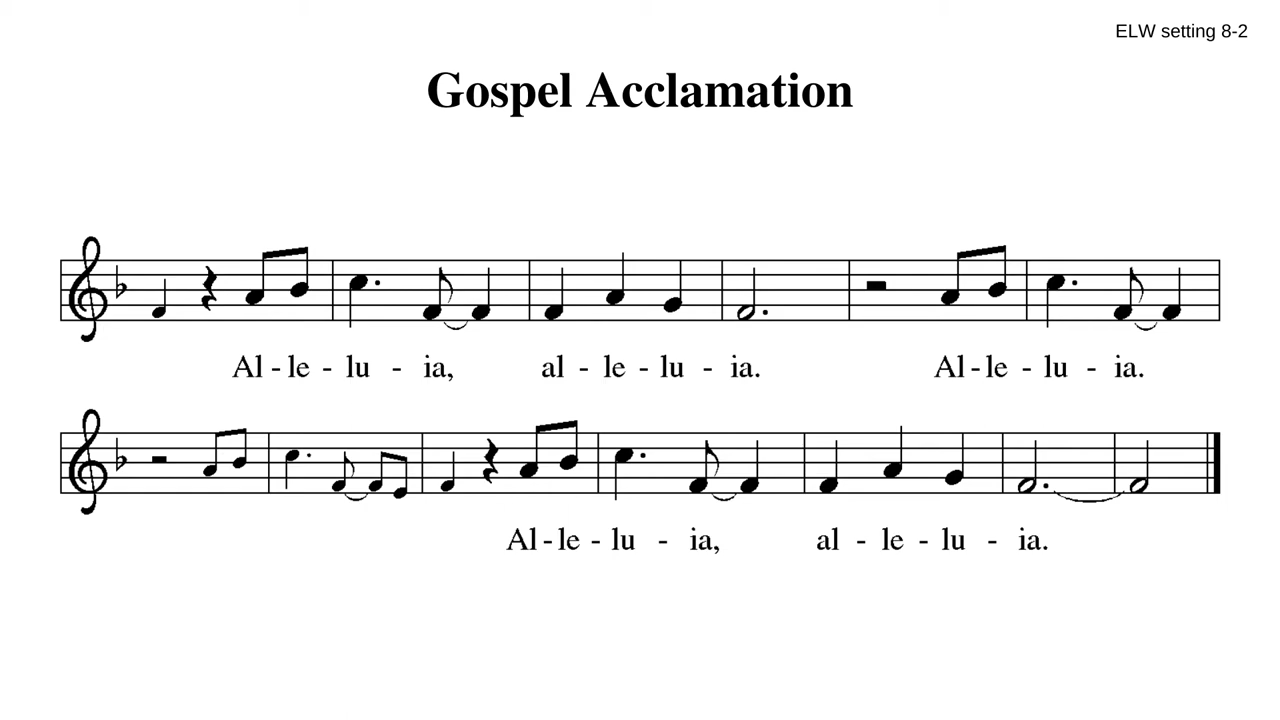 ELW setting 8-2
Gospel Acclamation
Al - le - lu - ia, al - le - lu - ia. Al - le - lu - ia.
Al - le - lu - ia, al - le - lu - ia.